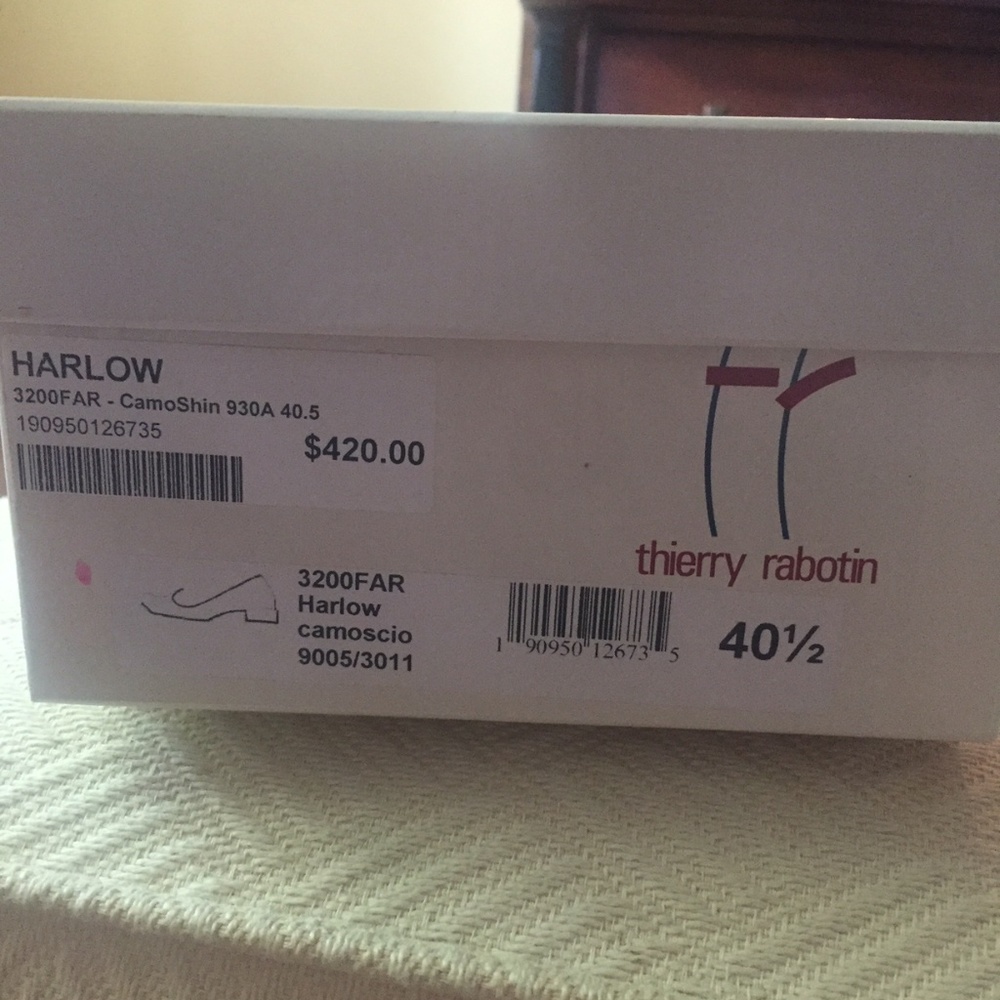 HARLOW
3200FAR - CamoShin 930A 40.5
190950126735
$420.00
thierry rabotin
3200FAR
Harlow
camoscio
9005/3011
1 90950 12673 5
40½